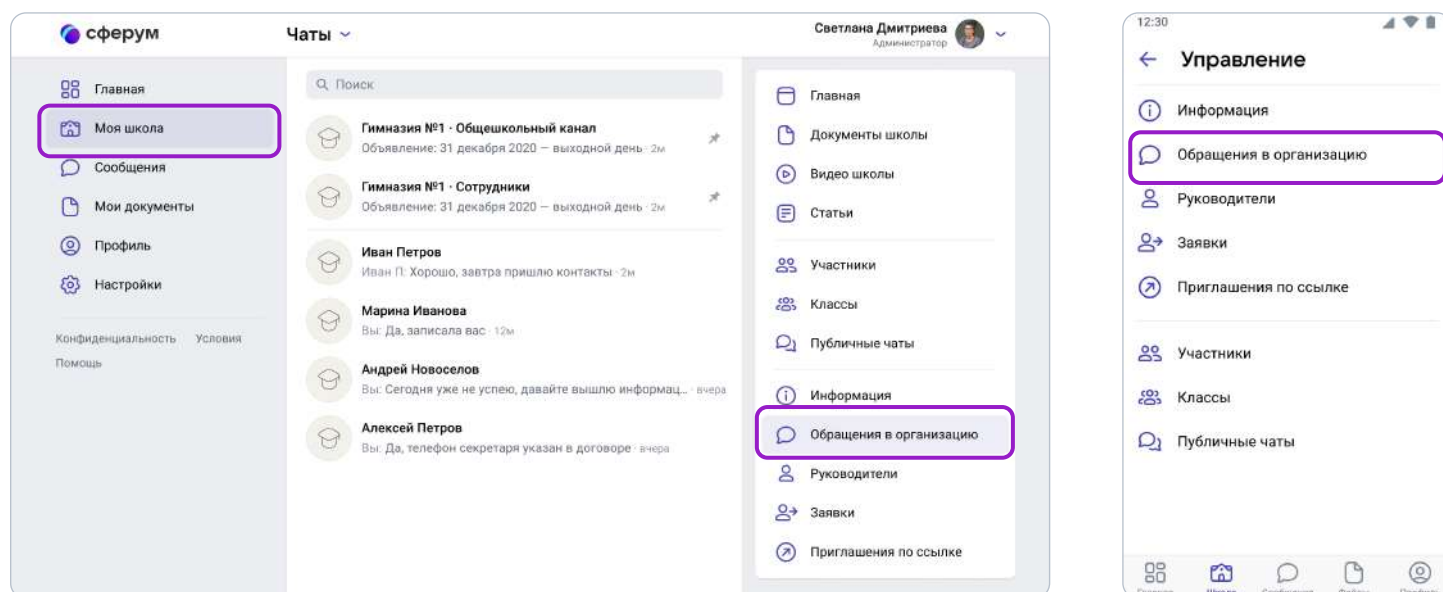 сферум
Чаты
Светлана Дмитриева
Администратор
Главная
Моя школа
Сообщения
Мои документы
Профиль
Настройки
Конфиденциальность Условия
Помощь
Поиск
Гимназия №1 · Общешкольный канал
Объявление: 31 декабря 2020 — выходной день · 2м
Гимназия №1 · Сотрудники
Объявление: 31 декабря 2020 — выходной день · 2м
Иван Петров
Иван П: Хорошо, завтра пришлю контакты · 2м
Марина Иванова
Вы: Да, записала вас · 12м
Андрей Новоселов
Вы: Сегодня уже не успею, давайте вышлю информац... · вчера
Алексей Петров
Вы: Да, телефон секретаря указан в договоре · вчера
Главная
Документы школы
Видео школы
Статьи
Участники
Классы
Публичные чаты
Информация
Обращения в организацию
Руководители
Заявки
Приглашения по ссылке
12:30
Управление
Информация
Обращения в организацию
Руководители
Заявки
Приглашения по ссылке
Участники
Классы
Публичные чаты